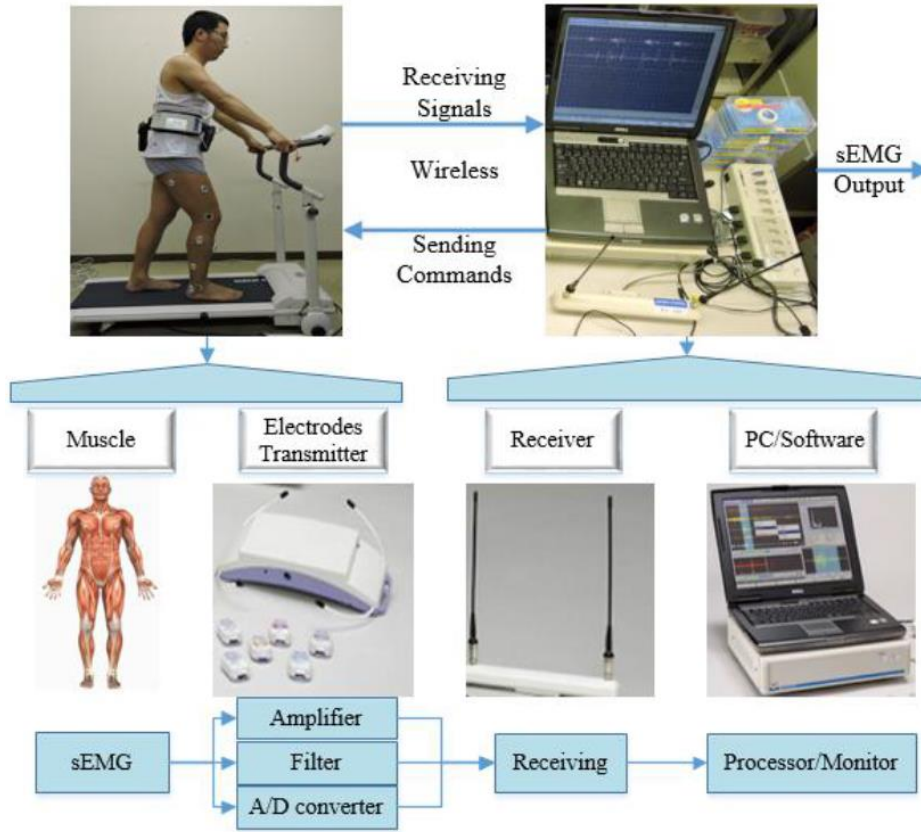 Receiving
Signals
Wireless
Sending
Commands
sEMG
Output
Muscle
Electrodes
Transmitter
Receiver
PC/Software
sEMG
Amplifier
Filter
A/D converter
Receiving
Processor/Monitor